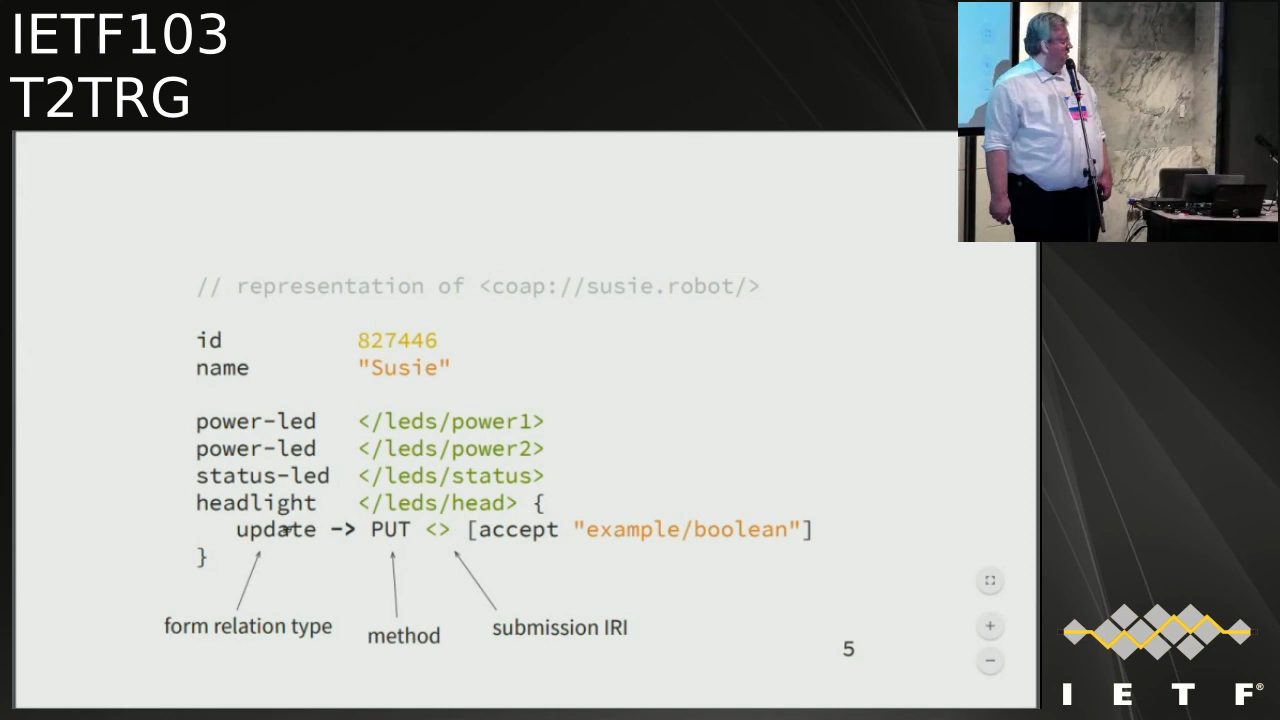 IETF103
T2TRG
// representation of <coap://susie.robot/>
id 827446
name "Susie"
power-led </leds/power1>
power-led </leds/power2>
status-led </leds/status>
headlight </leds/head> {
update -> PUT <> [accept "example/boolean"]
}
form relation type
method
submission IRI
5
I E T F®